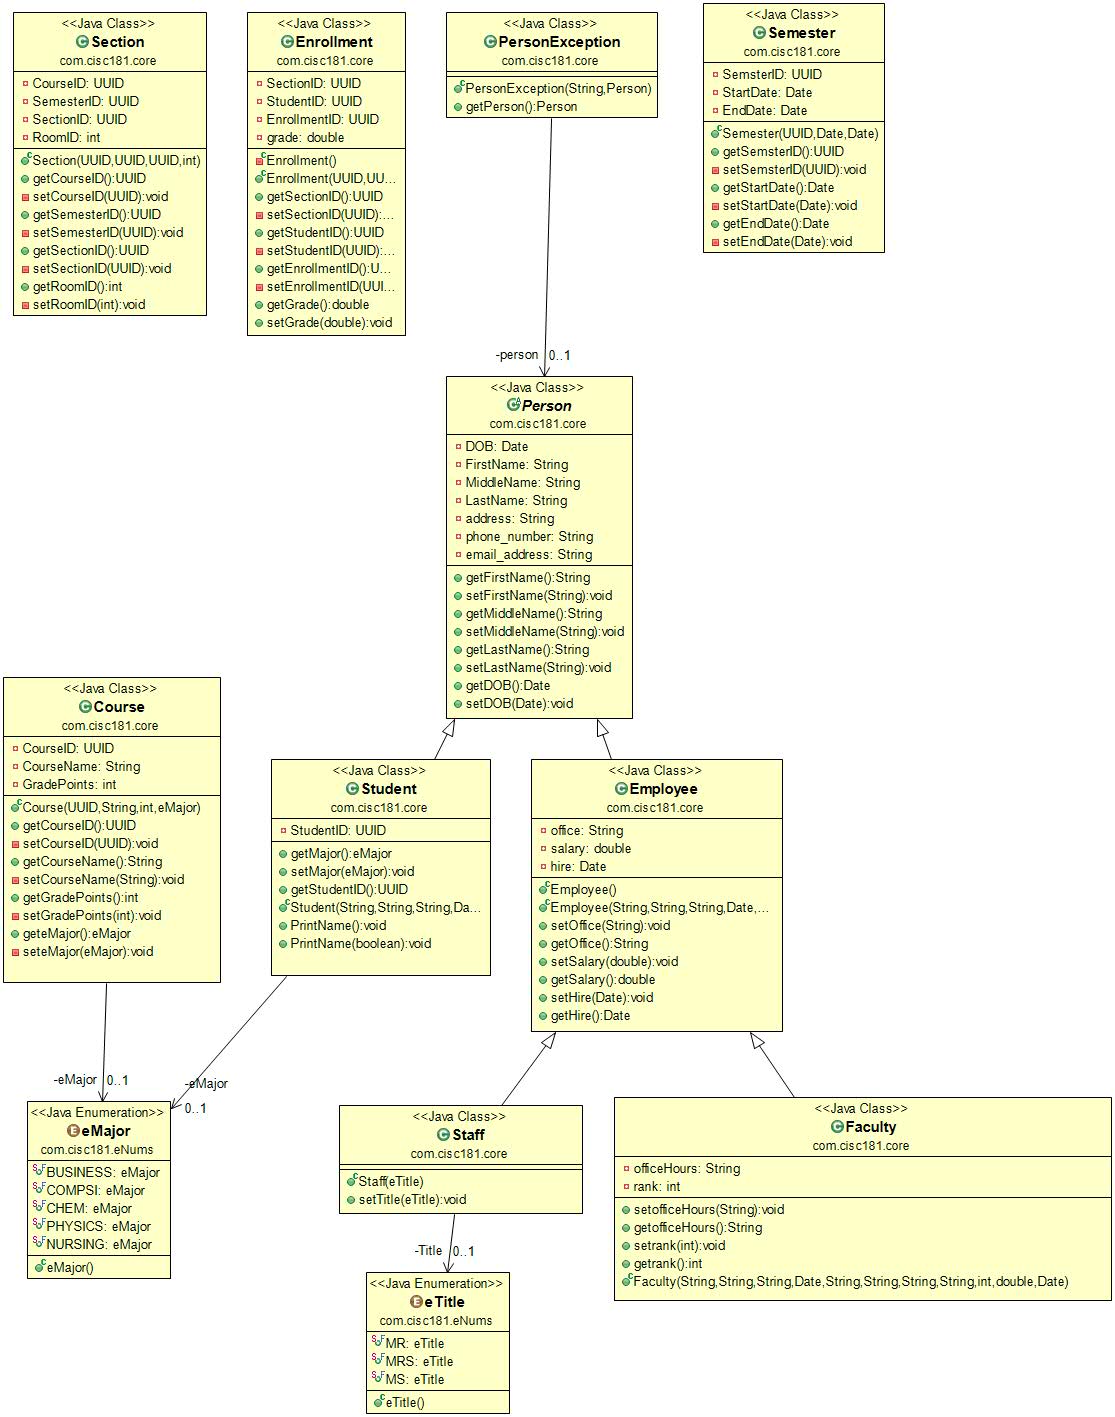 <<Java Class>>
Section
com.cisc181.core
CourseID: UUID
SemesterID: UUID
SectionID: UUID
RoomID: int
Section(UUID,UUID,UUID,int)
getCourseID():UUID
setCourseID(UUID):void
getSemesterID():UUID
setSemesterID(UUID):void
getSectionID():UUID
setSectionID(UUID):void
getRoomID():int
setRoomID(int):void
<<Java Class>>
Enrollment
com.cisc181.core
SectionID: UUID
StudentID: UUID
EnrollmentID: UUID
grade: double
Enrollment()
Enrollment(UUID,UU...
getSectionID():UUID
setSectionID(UUID):...
getStudentID():UUID
setStudentID(UUID):...
getEnrollmentID():U...
setEnrollmentID(UUI...
getGrade():double
setGrade(double):void
<<Java Class>>
PersonException
com.cisc181.core
PersonException(String,Person)
getPerson():Person
<<Java Class>>
Semester
com.cisc181.core
SemsterID: UUID
StartDate: Date
EndDate: Date
Semester(UUID,Date,Date)
getSemsterID():UUID
setSemsterID(UUID):void
getStartDate():Date
setStartDate(Date):void
getEndDate():Date
setEndDate(Date):void
-person 0..1
<<Java Class>>
Person
com.cisc181.core
DOB: Date
FirstName: String
MiddleName: String
LastName: String
address: String
phone_number: String
email_address: String
getFirstName():String
setFirstName(String):void
getMiddleName():String
setMiddleName(String):void
getLastName():String
setLastName(String):void
getDOB():Date
setDOB(Date):void
<<Java Class>>
Course
com.cisc181.core
CourseID: UUID
CourseName: String
GradePoints: int
Course(UUID,String,int,eMajor)
getCourseID():UUID
setCourseID(UUID):void
getCourseName():String
setCourseName(String):void
getGradePoints():int
setGradePoints(int):void
geteMajor():eMajor
seteMajor(eMajor):void
<<Java Class>>
Student
com.cisc181.core
StudentID: UUID
getMajor():eMajor
setMajor(eMajor):void
getStudentID():UUID
Student(String,String,String,Da...
PrintName():void
PrintName(boolean):void
<<Java Class>>
Employee
com.cisc181.core
office: String
salary: double
hire: Date
Employee()
Employee(String,String,String,Date,...
setOffice(String):void
getOffice():String
setSalary(double):void
getSalary():double
setHire(Date):void
getHire():Date
-eMajor 0..1
-eMajor
0..1
<<Java Enumeration>>
eMajor
com.cisc181.eNums
BUSINESS: eMajor
COMPSI: eMajor
CHEM: eMajor
PHYSICS: eMajor
NURSING: eMajor
eMajor()
<<Java Class>>
Staff
com.cisc181.core
Staff(eTitle)
setTitle(eTitle):void
<<Java Class>>
Faculty
com.cisc181.core
officeHours: String
rank: int
setofficeHours(String):void
getofficeHours():String
setrank(int):void
getrank():int
Faculty(String,String,String,Date,String,String,String,String,int,double,Date)
-Title 0..1
<<Java Enumeration>>
eTitle
com.cisc181.eNums
MR: eTitle
MRS: eTitle
MS: eTitle
eTitle()